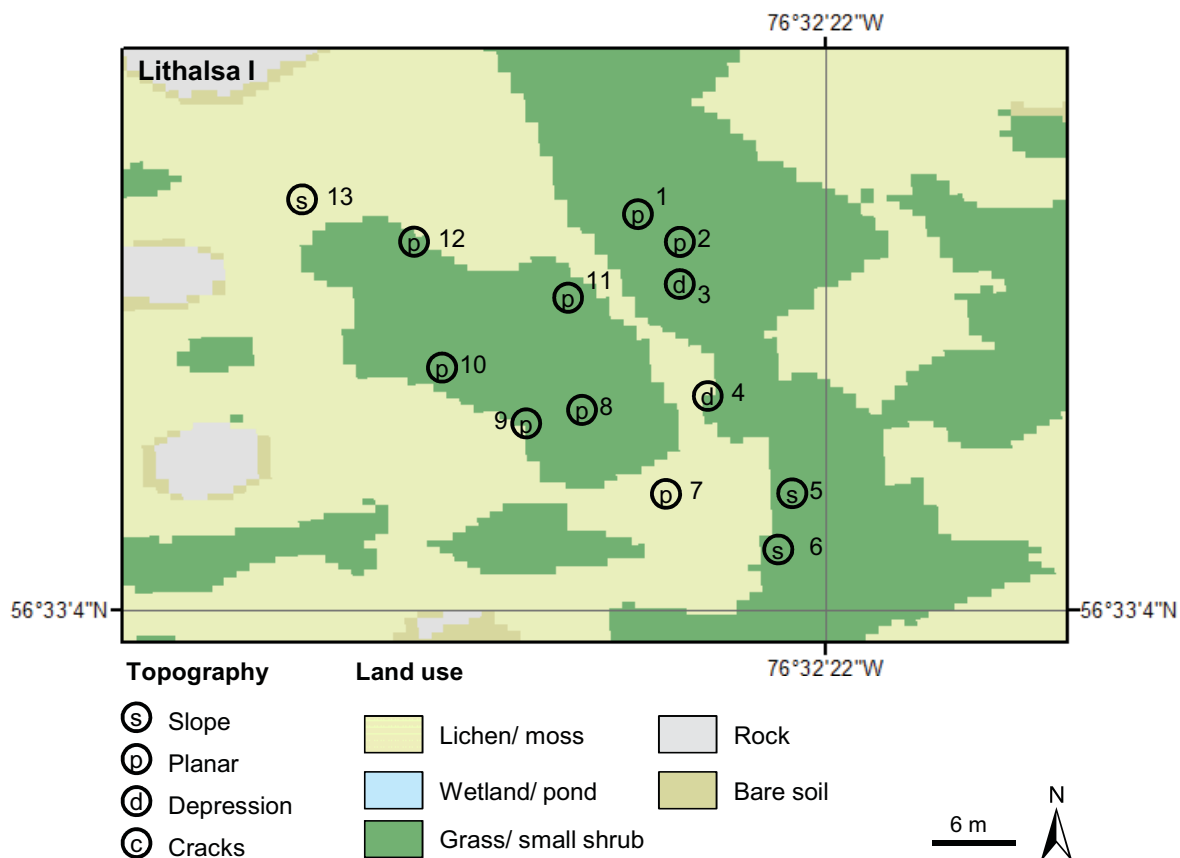 76°32'22"W
Lithalsa I
s 13
p 1
p 12
p 2
p 11
d 3
p 10
d 4
9 p
p 8
p 7
s 5
s 6
56°33'4"N
56°33'4"N
76°32'22"W
Topography
s Slope
p Planar
d Depression
c Cracks
Land use
Lichen/ moss
Wetland/ pond
Grass/ small shrub
Rock
Bare soil
6 m
N